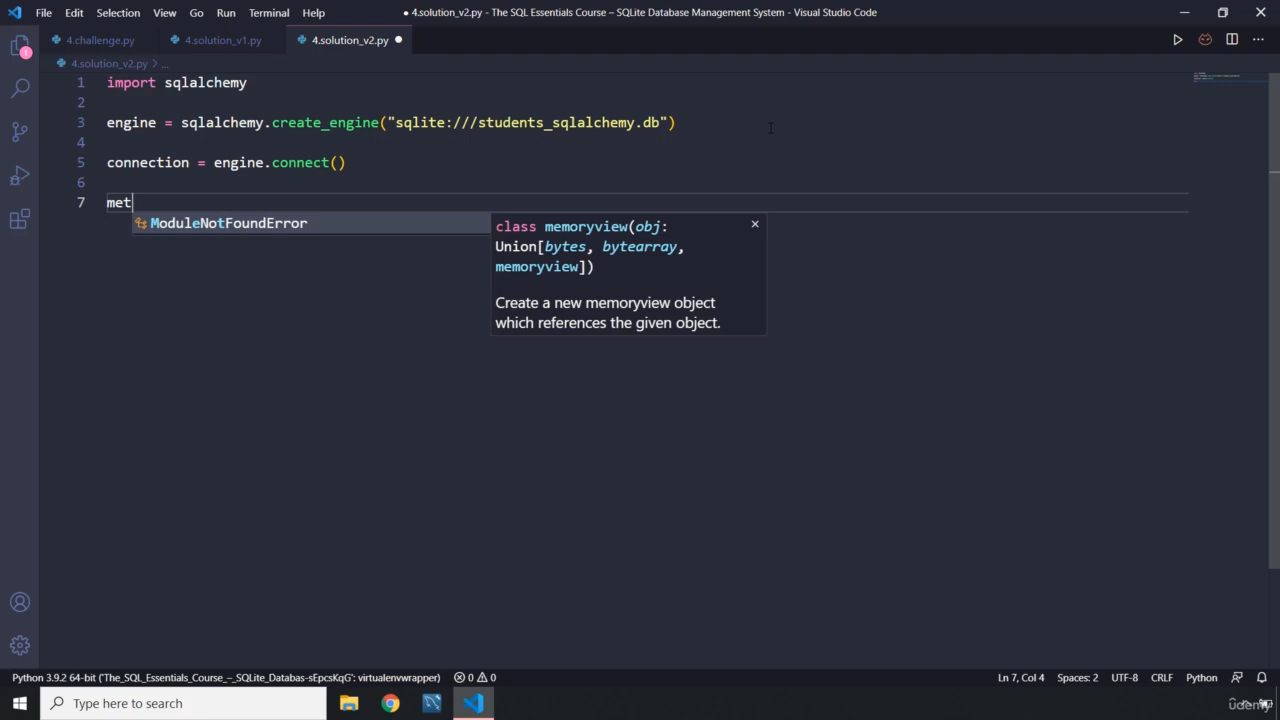 File Edit Selection View Go Run Terminal Help
● 4.solution_v2.py - The SQL Essentials Course – SQLite Database Management System - Visual Studio Code
4.challenge.py 4.solution_v1.py 4.solution_v2.py ●
4.solution_v2.py > ...
1 import sqlalchemy
2
3 engine = sqlalchemy.create_engine("sqlite:///students_sqlalchemy.db")
4
5 connection = engine.connect()
6
7 met
ModuleNotFoundError
class memoryview(obj:
Union[bytes, bytearray,
memoryview])
Create a new memoryview object
which references the given object.
1
Python 3.9.2 64-bit ('The_SQL_Essentials_Course_–_SQLite_Databas-sEpcsKqG': virtualenvwrapper) 0 0 Ln 7, Col 4 Spaces: 2 UTF-8 CRLF Python
Type here to search
udemy